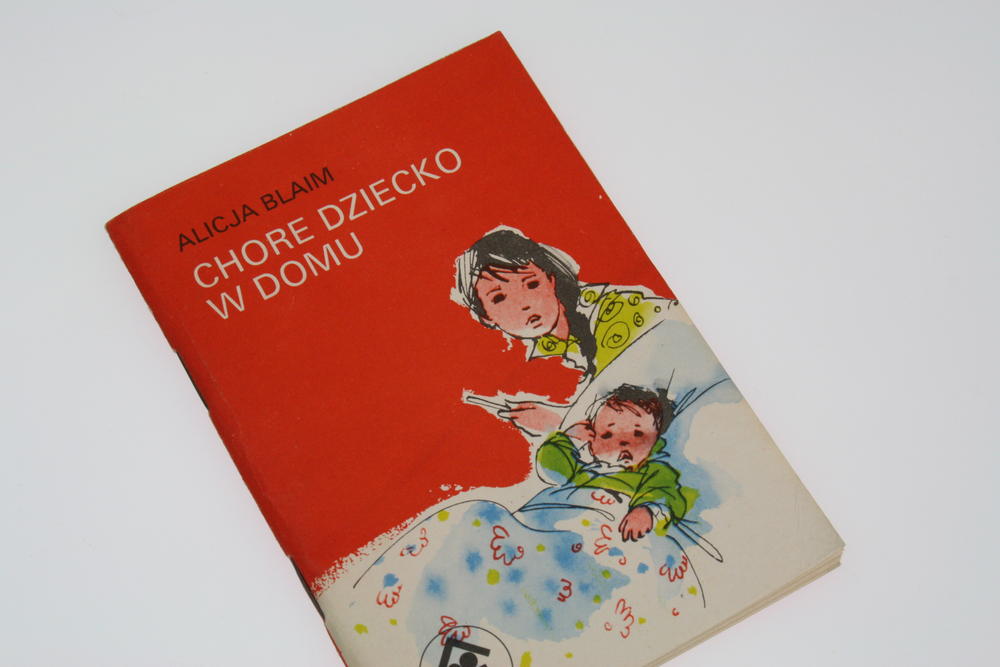 ALICJA BLAIM
CHORE DZIECKO
W DOMU